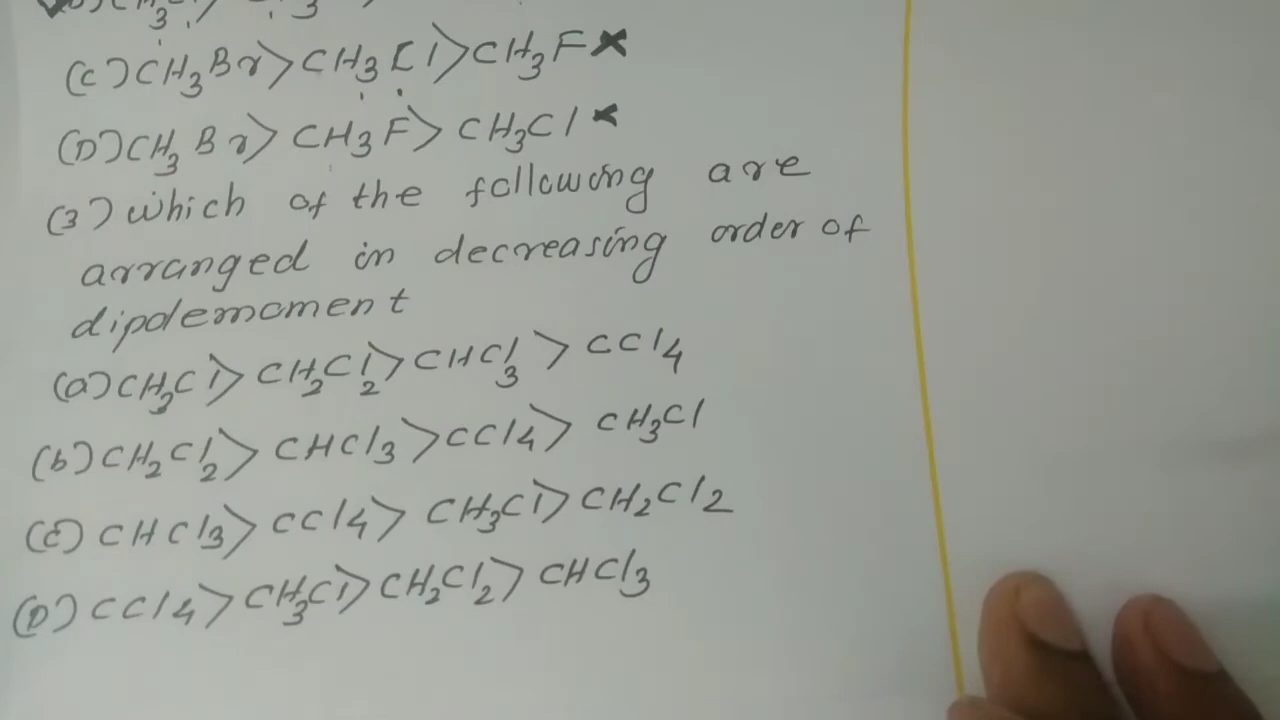 (C) CH3Br > CH3Cl > CH3F ×
(D) CH3Br > CH3F > CH3Cl ×
(3) which of the following are
arranged in decreasing order of
dipolemoment
(a) CH3Cl > CH2Cl2 > CHCl3 > CCl4
(b) CH2Cl2 > CHCl3 > CCl4 > CH3Cl
(c) CHCl3 > CCl4 > CH3Cl > CH2Cl2
(D) CCl4 > CH3Cl > CH2Cl2 > CHCl3